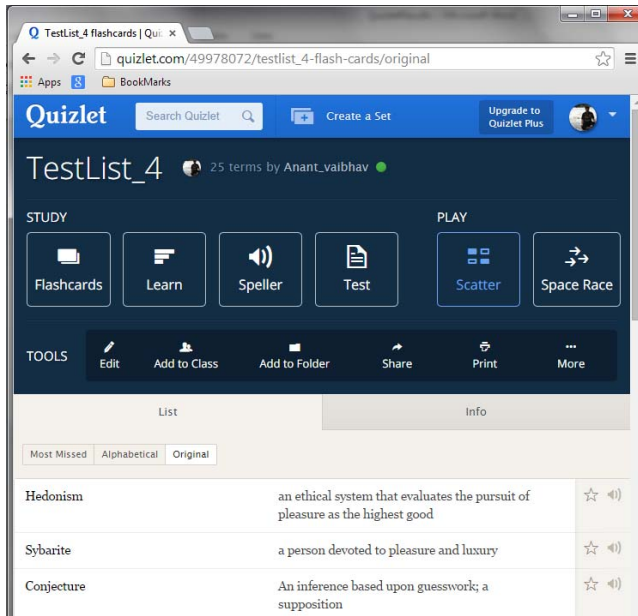 TestList_4 flashcards | Qui
quizlet.com/49978072/testlist_4-flash-cards/original
Apps 8 BookMarks
Quizlet Search Quizlet Create a Set Upgrade to
Quizlet Plus
TestList_4 25 terms by Anant_vaibhav
STUDY PLAY
Flashcards Learn Speller Test Scatter Space Race
TOOLS Edit Add to Class Add to Folder Share Print More
List Info
Most Missed Alphabetical Original
Hedonism an ethical system that evaluates the pursuit of
pleasure as the highest good
Sybarite a person devoted to pleasure and luxury
Conjecture An inference based upon guesswork; a
supposition